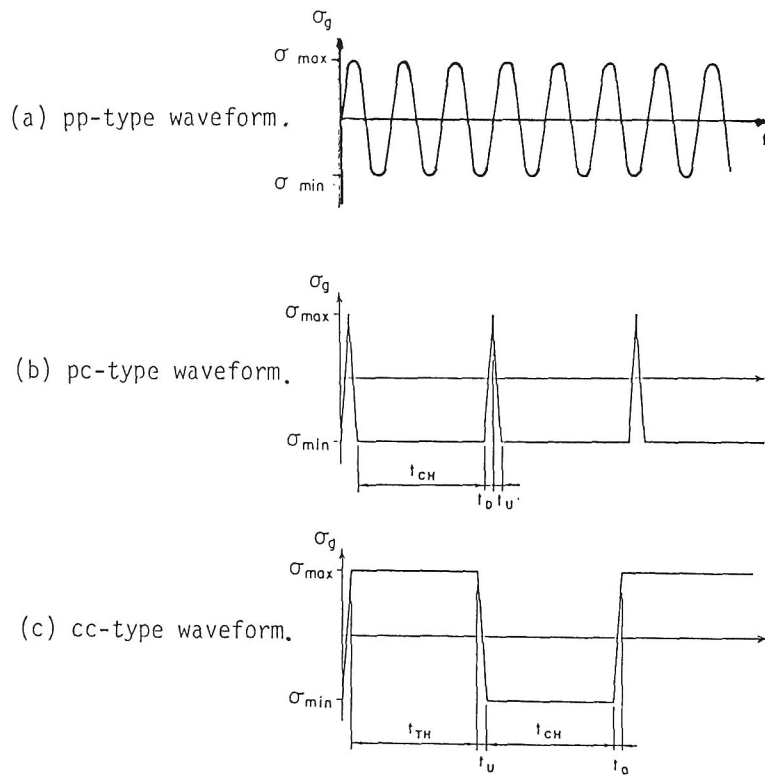 σg
σ max
(a) pp-type waveform.
t
σ min
σg
σmax
(b) pc-type waveform.
σmin
tCH
tD tU
σg
σmax
(c) cc-type waveform.
σmin
tTH tCH
tU tD